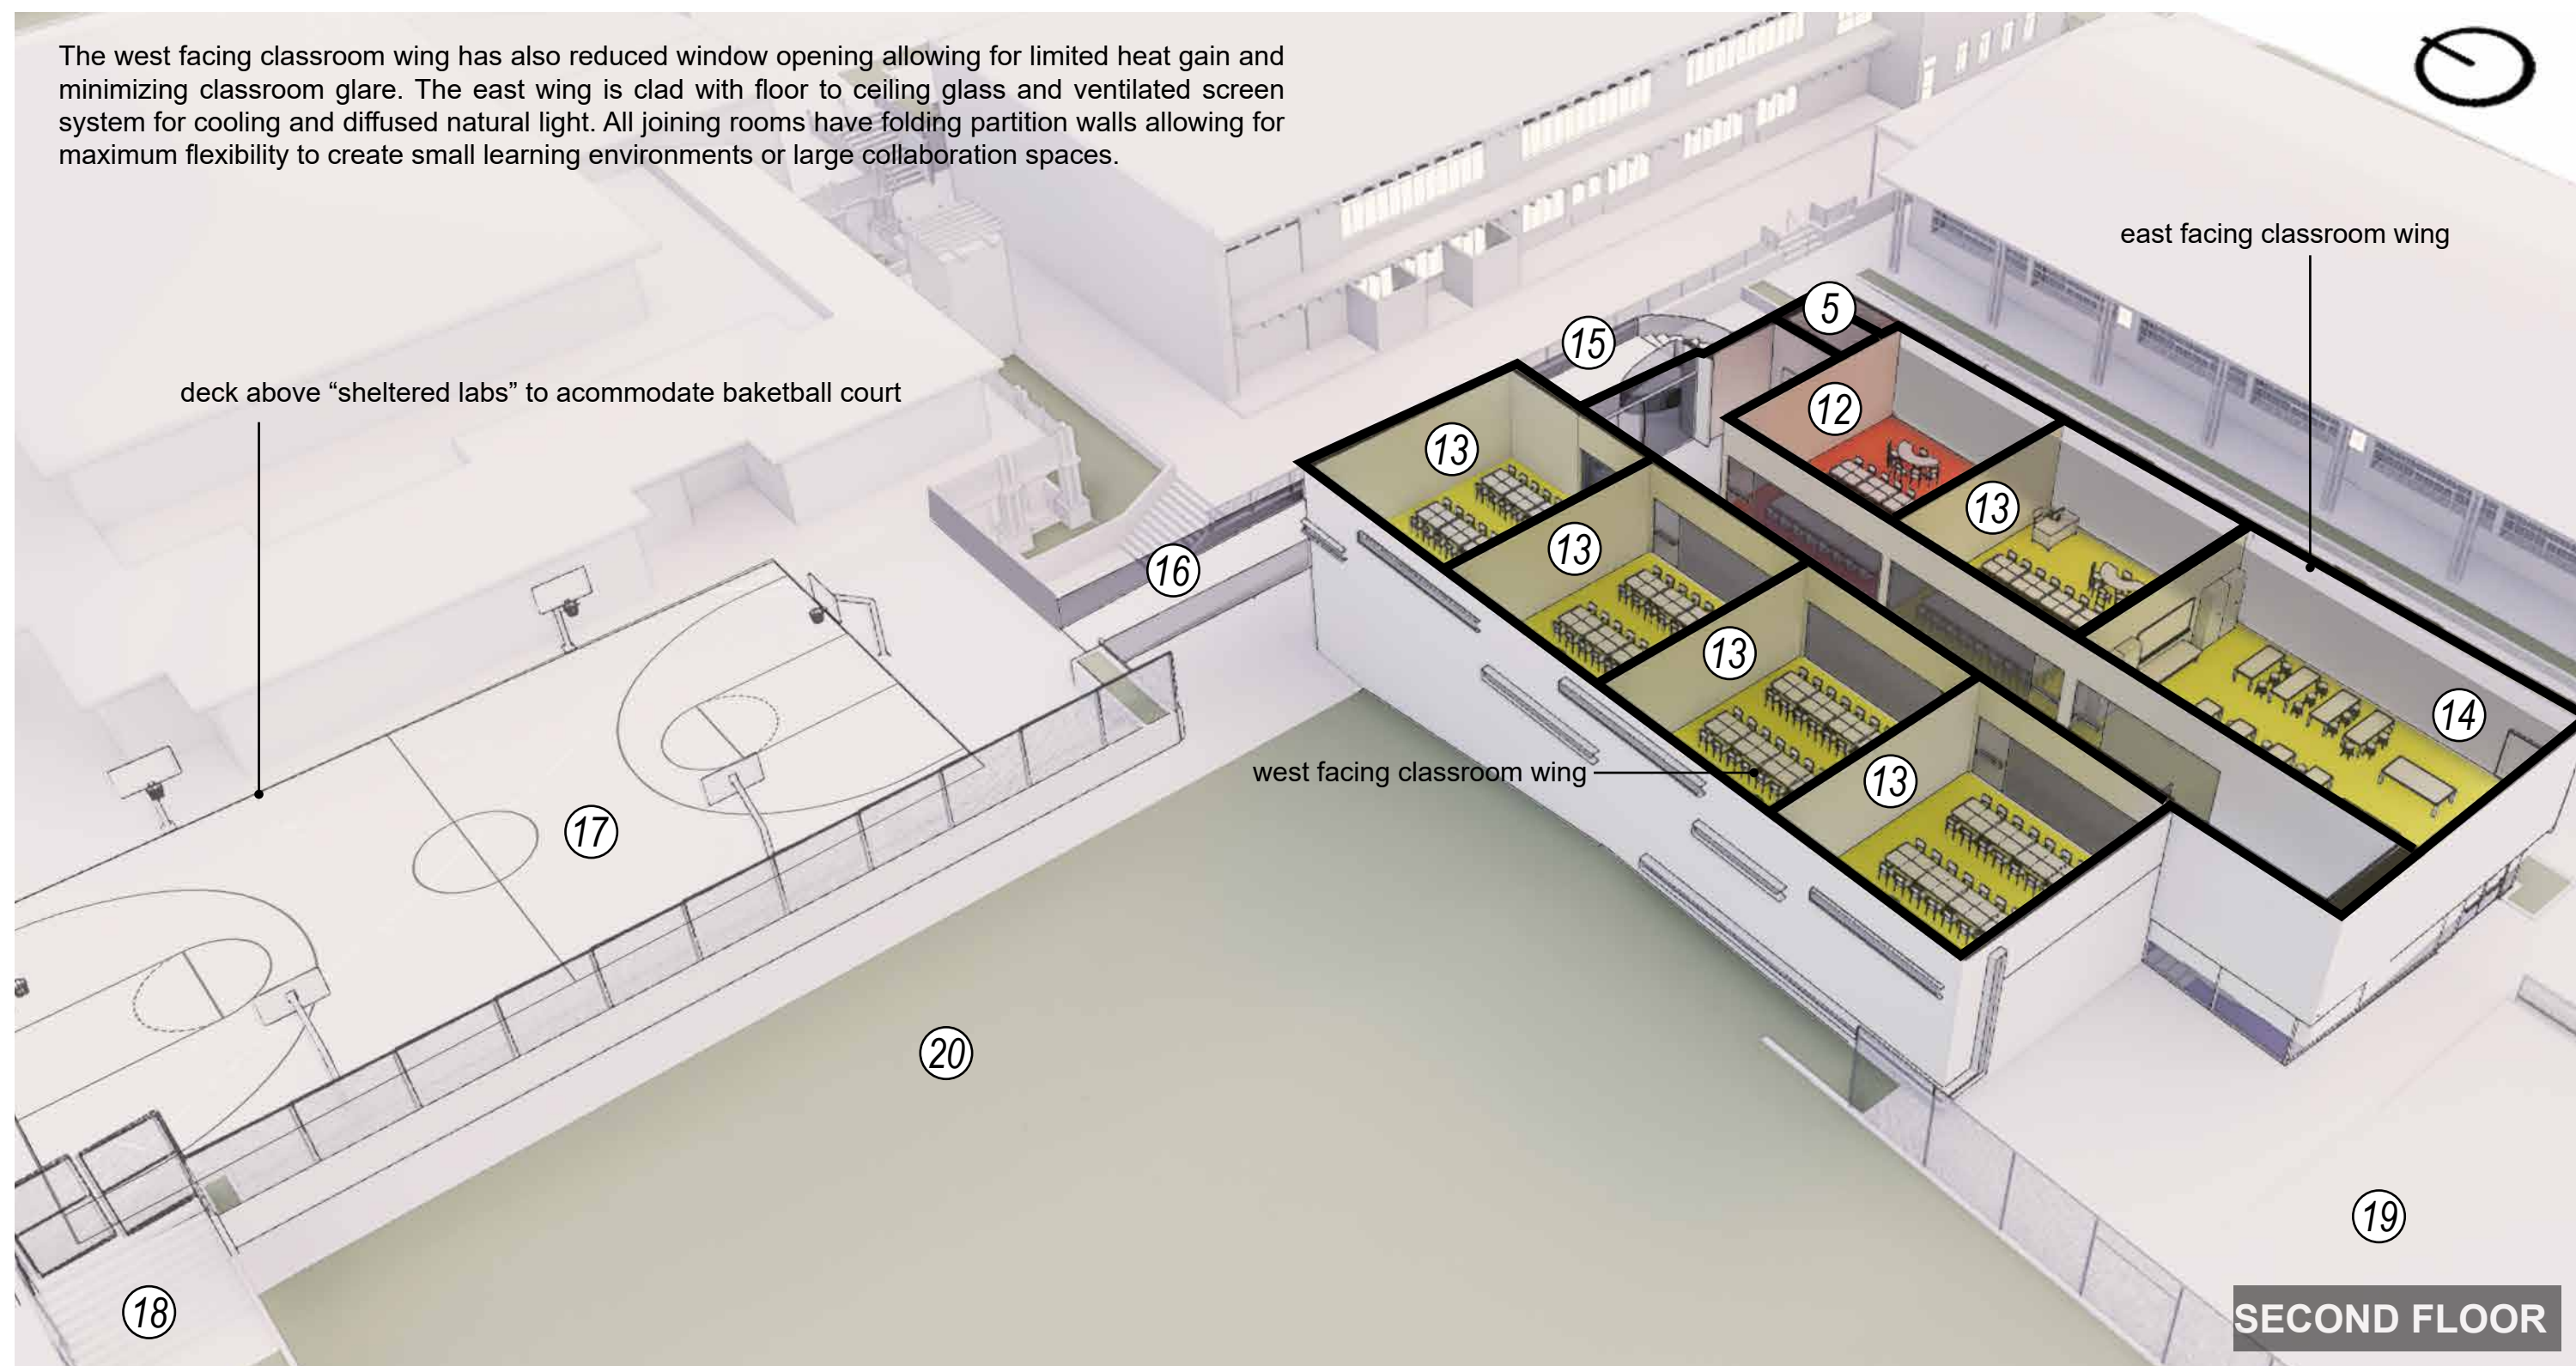 The west facing classroom wing has also reduced window opening allowing for limited heat gain and
minimizing classroom glare. The east wing is clad with floor to ceiling glass and ventilated screen
system for cooling and diffused natural light. All joining rooms have folding partition walls allowing for
maximum flexibility to create small learning environments or large collaboration spaces.
east facing classroom wing
5
15
deck above “sheltered labs” to acommodate baketball court
12
13
13
13
16
13
14
west facing classroom wing
13
17
20
19
18
SECOND FLOOR